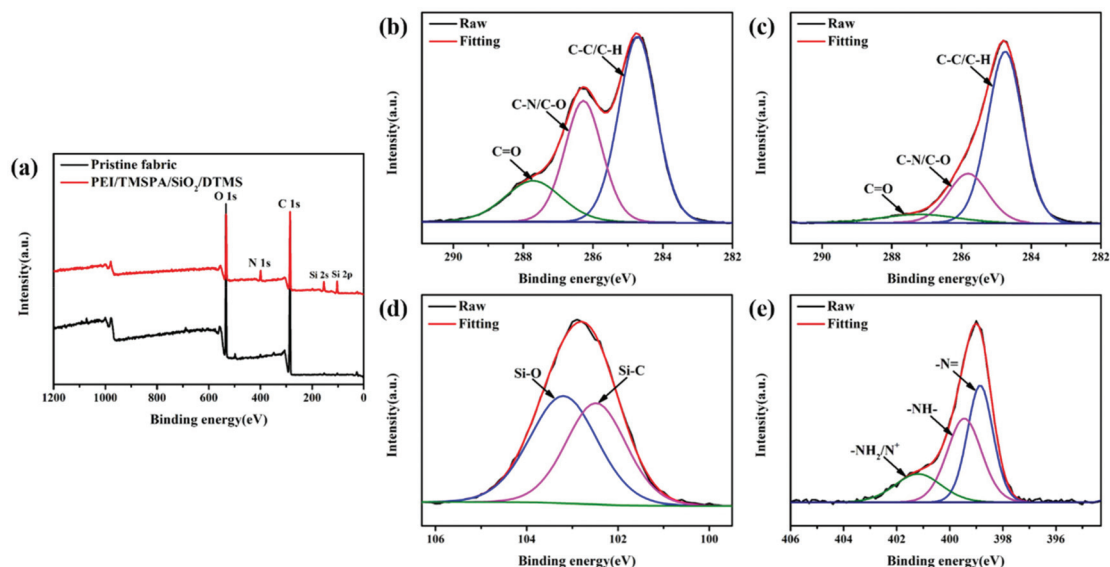 (a)
Pristine fabric
PEI/TMSPA/SiO2/DTMS
O 1s
C 1s
N 1s
Si 2s
Si 2p
1200 1000 800 600 400 200 0
Binding energy(eV)
Intensity(a.u.)
(b)
Raw
Fitting
C-C/C-H
C-N/C-O
C=O
290 288 286 284 282
Binding energy(eV)
Intensity(a.u.)
(c)
Raw
Fitting
C-C/C-H
C-N/C-O
C=O
290 288 286 284 282
Binding energy(eV)
Intensity(a.u.)
(d)
Raw
Fitting
Si-O
Si-C
106 104 102 100
Binding energy(eV)
Intensity(a.u.)
(e)
Raw
Fitting
-N=
-NH-
-NH2/N+
406 404 402 400 398 396
Binding energy(eV)
Intensity(a.u.)